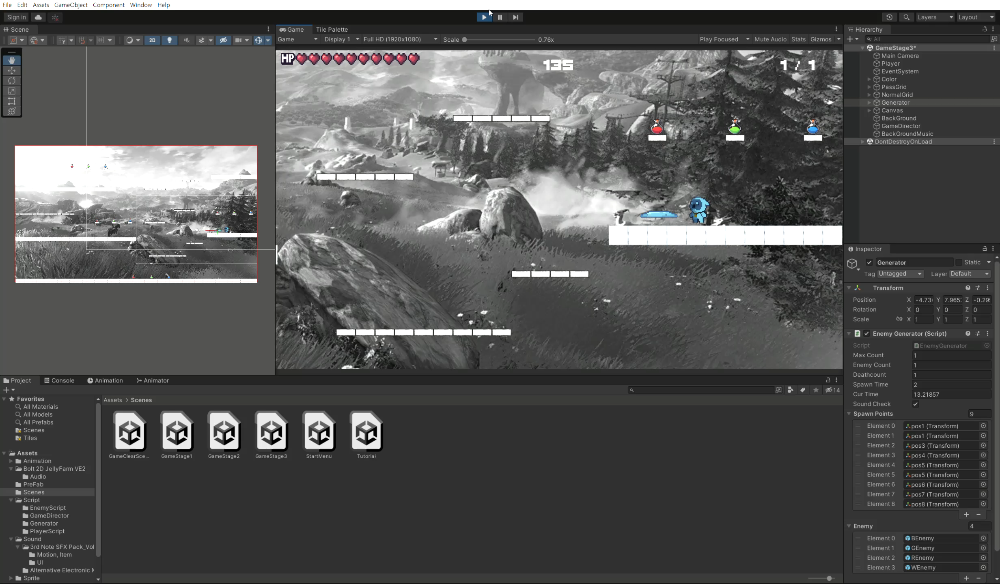 File Edit Assets GameObject Component Window Help
Sign in
Layers Layout
Scene
2D
Game Tile Palette
Game Display 1 Full HD (1920x1080) Scale 0.76x Play Focused Mute Audio Stats Gizmos
HP 135 1 / 1
Hierarchy
All
GameStage3*
Main Camera
Player
EventSystem
Color
PassGrid
NormalGrid
Generator
Canvas
BackGround
GameDirector
BackGroundMusic
DontDestroyOnLoad
Inspector
Generator Static
Tag Untagged Layer Default
Transform
Position X -4.73 Y 7.965 Z -0.29
Rotation X 0 Y 0 Z 0
Scale X 1 Y 1 Z 1
Enemy Generator (Script)
Script EnemyGenerator
Max Count 1
Enemy Count 1
Deathcount 1
Spawn Time 2
Cur Time 13.21857
Sound Check
Spawn Points 9
Element 0 pos1 (Transform)
Element 1 pos1 (Transform)
Element 2 pos3 (Transform)
Element 3 pos4 (Transform)
Element 4 pos5 (Transform)
Element 5 pos5 (Transform)
Element 6 pos6 (Transform)
Element 7 pos7 (Transform)
Element 8 pos8 (Transform)
Enemy 4
Element 0 BEnemy
Element 1 GEnemy
Element 2 REnemy
Element 3 WEnemy
Project Console Animation Animator
14
Favorites
All Materials
All Models
All Prefabs
Scenes
Tiles
Assets
Animation
Bolt 2D JellyFarm VE2
Audio
PreFab
Scenes
Script
EnemyScript
GameDirector
Generator
PlayerScript
Sound
3rd Note SFX Pack_Vol
Motion, Item
UI
Alternative Electronic
Sprite
Assets > Scenes
GameClearSce... GameStage1 GameStage2 GameStage3 StartMenu Tutorial